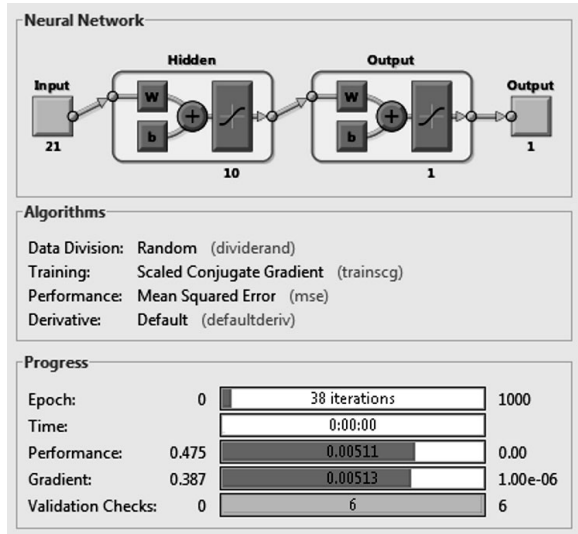 Neural Network
Hidden
Output
Input
W
b
+
W
b
+
Output
21
10
1
1
Algorithms
Data Division: Random (dividerand)
Training: Scaled Conjugate Gradient (trainscg)
Performance: Mean Squared Error (mse)
Derivative: Default (defaultderiv)
Progress
Epoch: 0 38 iterations 1000
Time: 0:00:00
Performance: 0.475 0.00511 0.00
Gradient: 0.387 0.00513 1.00e-06
Validation Checks: 0 6 6